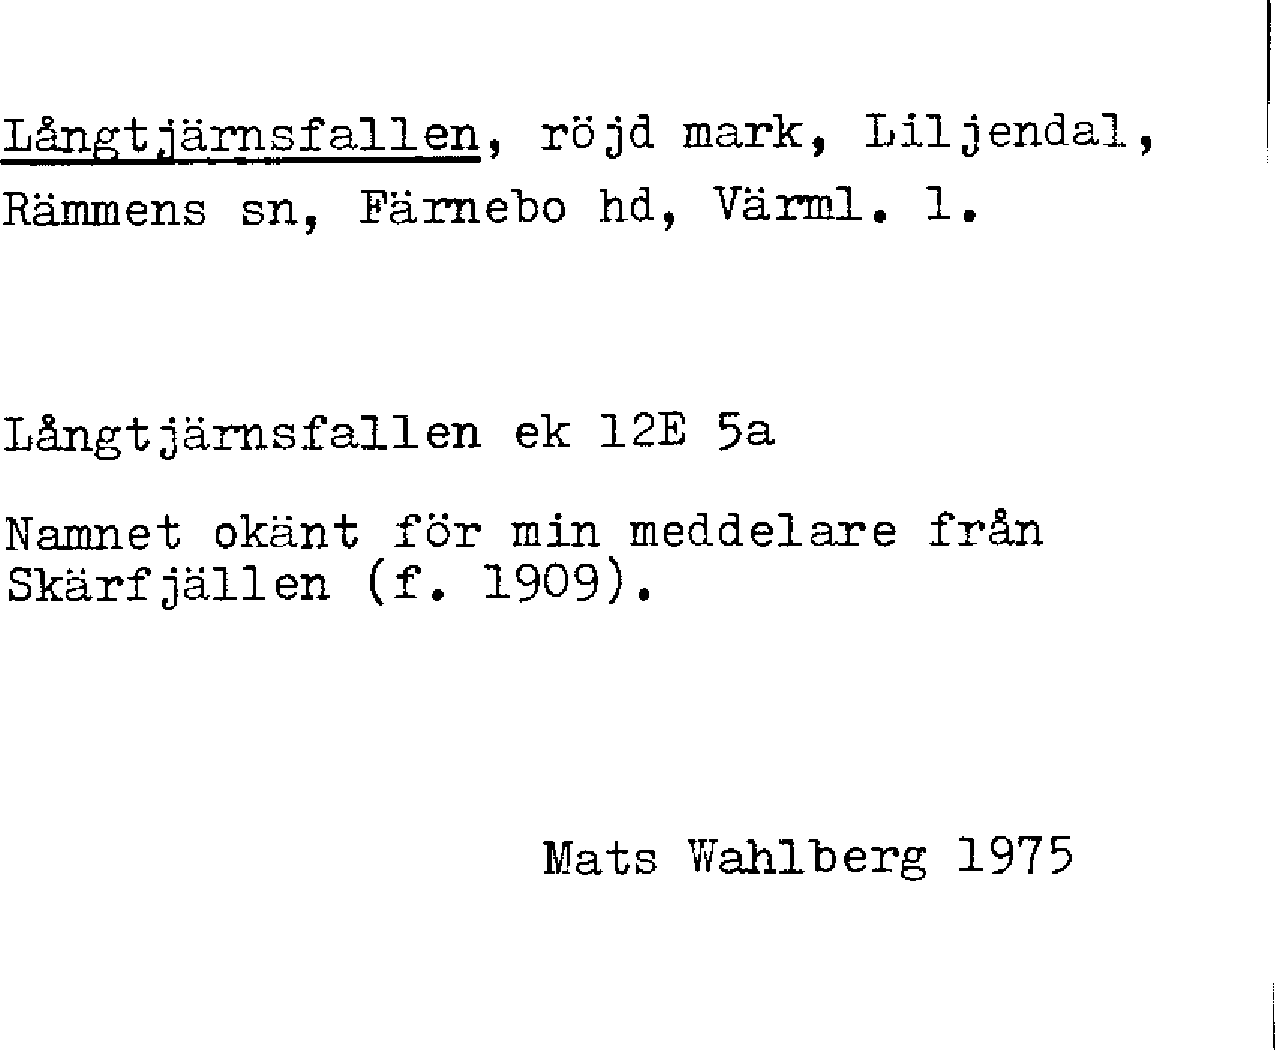 Långtjärnsfallen, röjd mark, Liljendal,
Rämmens sn, Färnebo hd, Värml. l.
Långtjärnsfallen ek 12E 5a
Namnet okänt för min meddelare från
Skärfjällen (f. 1909).
Mats Wahlberg 1975